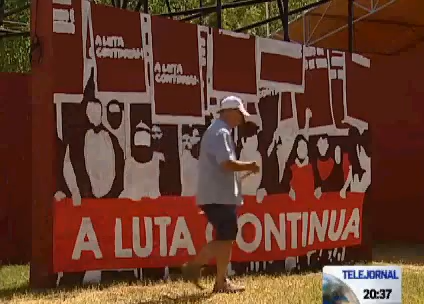 A LUTA
CONTINUA!
A LUTA
CONTINUA!
A LUTA CONTINUA
TELEJORNAL
20:37